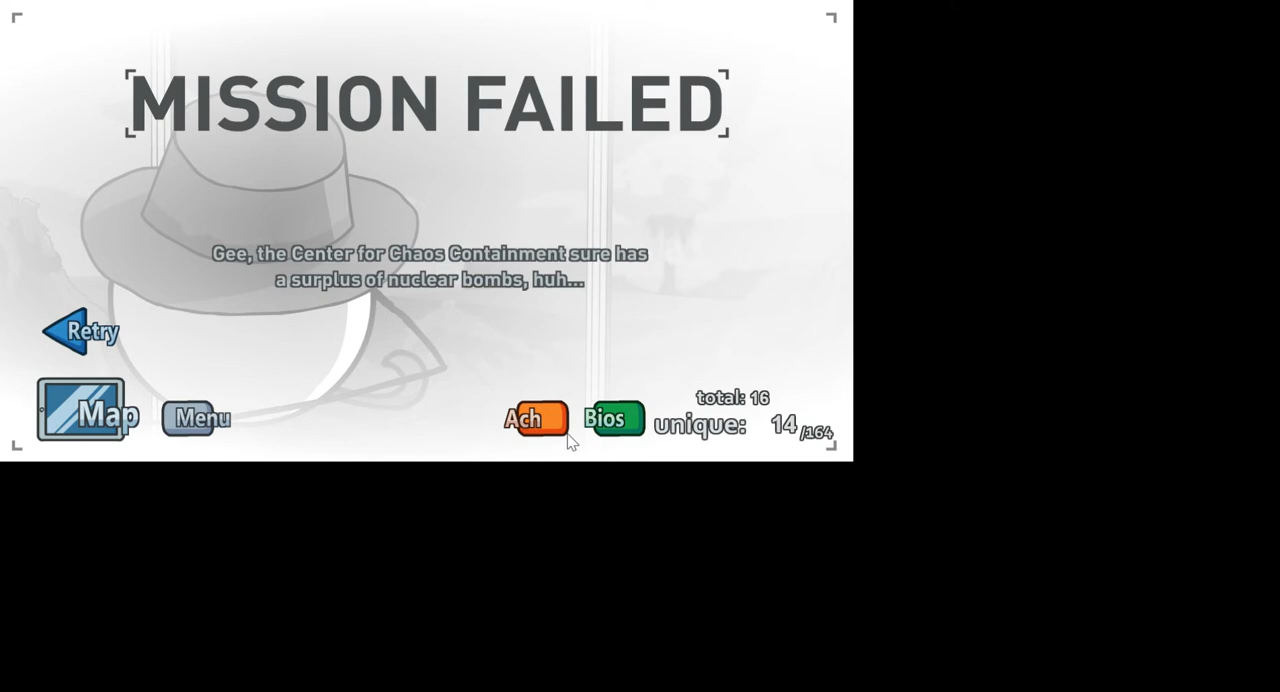 MISSION FAILED
Gee, the Center for Chaos Containment sure has
a surplus of nuclear bombs, huh...
Retry
Map
Menu
Ach
Bios
total: 16
unique: 14/164